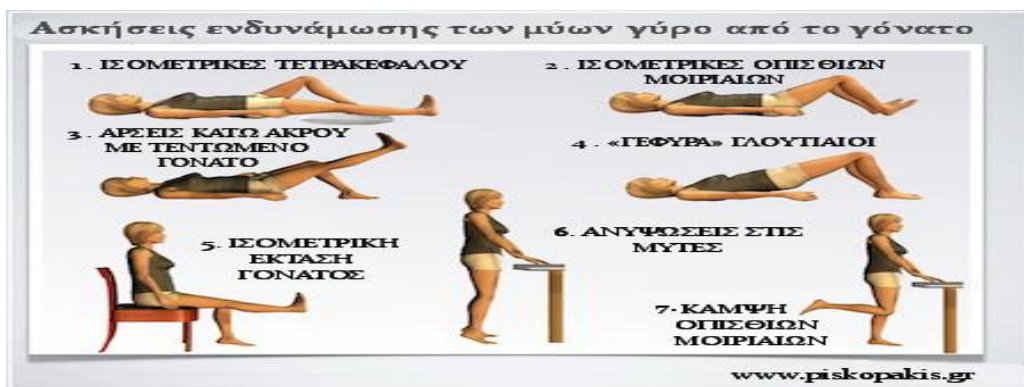 Ασκήσεις ενδυνάμωσης των μύων γύρο από το γόνατο
1. ΙΣΟΜΕΤΡΙΚΕΣ ΤΕΤΡΑΚΕΦΑΛΟΥ
2. ΙΣΟΜΕΤΡΙΚΕΣ ΟΠΙΣΘΙΩΝ
ΜΟΙΡΙΑΙΩΝ
3. ΑΡΣΕΙΣ ΚΑΤΩ ΑΚΡΟΥ
ΜΕ ΤΕΝΤΩΜΕΝΟ
ΓΟΝΑΤΟ
4. «ΓΕΦΥΡΑ» ΓΛΟΥΤΙΑΙΟΙ
5. ΙΣΟΜΕΤΡΙΚΗ
ΕΚΤΑΣΗ
ΓΟΝΑΤΟΣ
6. ΑΝΥΨΩΣΕΙΣ ΣΤΙΣ
ΜΥΤΕΣ
7. ΚΑΜΨΗ
ΟΠΙΣΘΙΩΝ
ΜΟΙΡΙΑΙΩΝ
www.piskopakis.gr